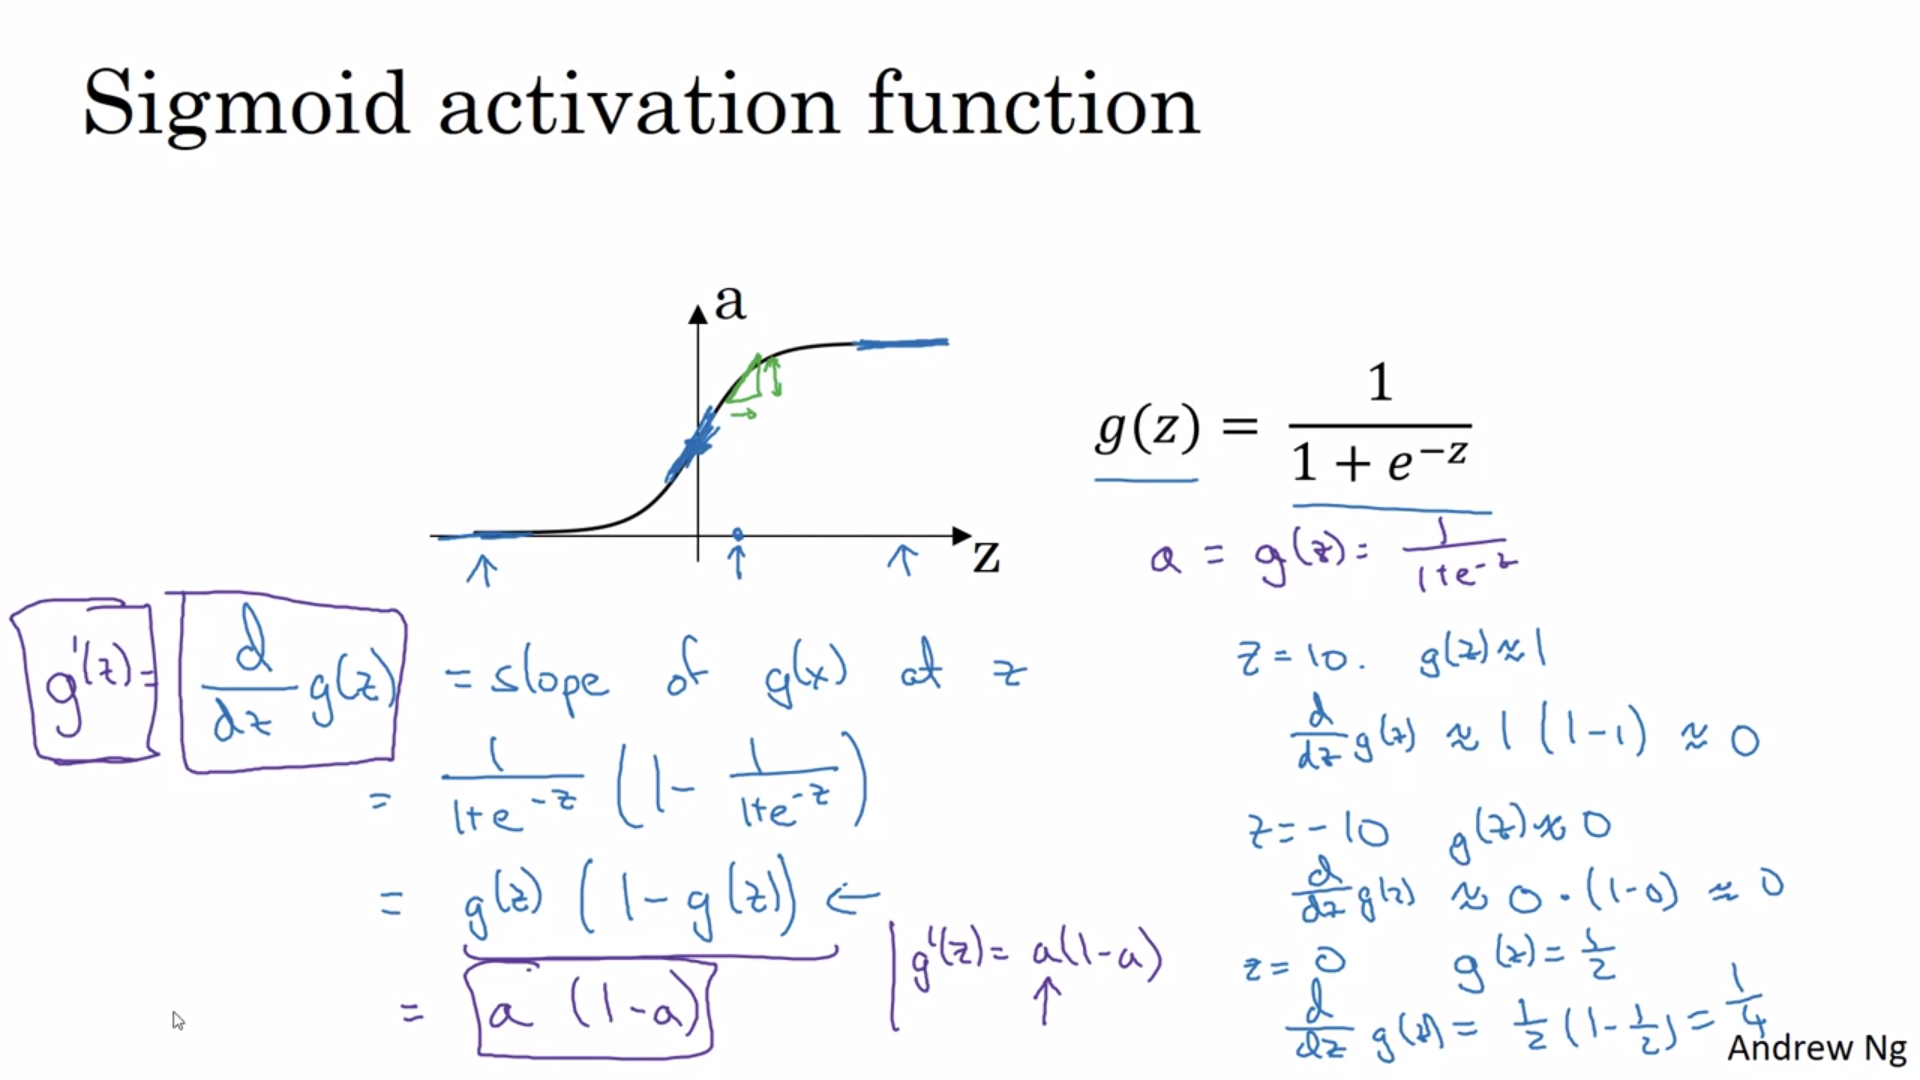 Sigmoid activation function
a
z
g(z) = 1 / (1 + e^−z)
a = g(z) = 1 / (1+e^-z)
g'(z) = d/dz g(z) = slope of g(x) at z
= 1/(1+e^-z) (1 - 1/(1+e^-z))
= g(z) (1 - g(z)) ←
= a (1-a)
g'(z) = a(1-a)
z = 10. g(z) ≈ 1
d/dz g(z) ≈ 1 (1-1) ≈ 0
z = -10 g(z) ≈ 0
d/dz g(z) ≈ 0 · (1-0) ≈ 0
z = 0 g(z) = 1/2
d/dz g(z) = 1/2 (1 - 1/2) = 1/4
Andrew Ng